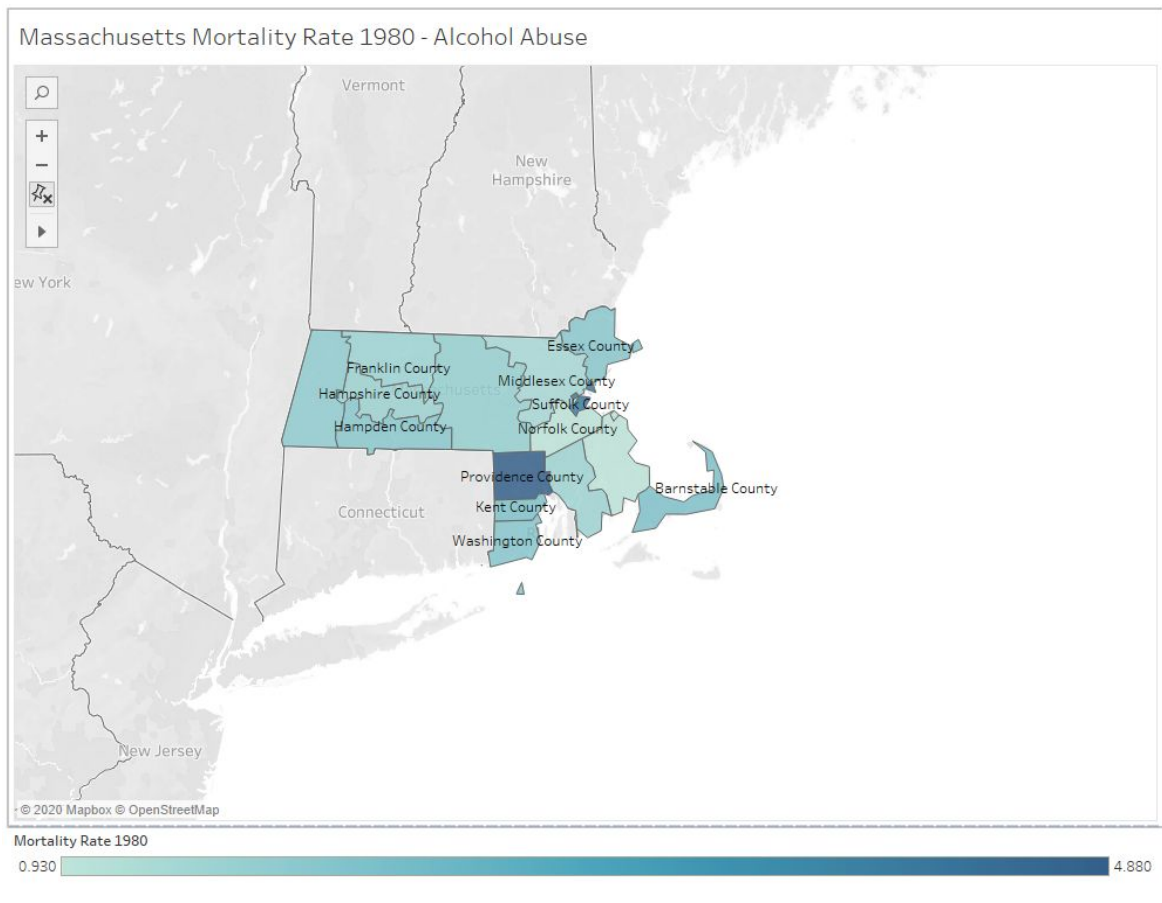 Massachusetts Mortality Rate 1980 - Alcohol Abuse
Vermont
New
Hampshire
ew York
Essex County
Franklin County
Middlesex County
Hampshire County
Suffolk County
Hampden County
Norfolk County
Providence County
Barnstable County
Kent County
Connecticut
Washington County
New Jersey
© 2020 Mapbox © OpenStreetMap
Mortality Rate 1980
0.930
4.880